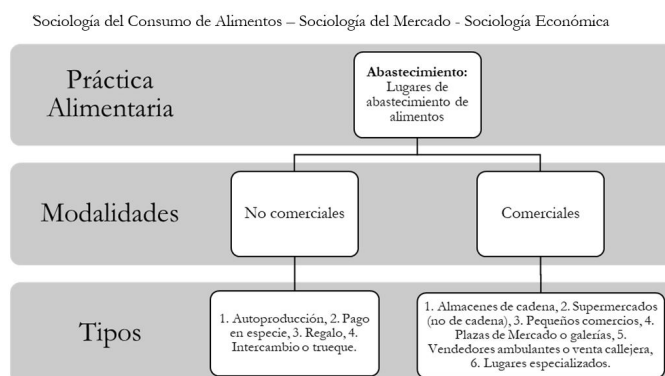 Sociología del Consumo de Alimentos – Sociología del Mercado - Sociología Económica
Práctica
Alimentaria
Abastecimiento:
Lugares de
abastecimiento de
alimentos
Modalidades
No comerciales
Comerciales
Tipos
1. Autoproducción, 2. Pago
en especie, 3. Regalo, 4.
Intercambio o trueque.
1. Almacenes de cadena, 2. Supermercados
(no de cadena), 3. Pequeños comercios, 4.
Plazas de Mercado o galerías, 5.
Vendedores ambulantes o venta callejera,
6. Lugares especializados.